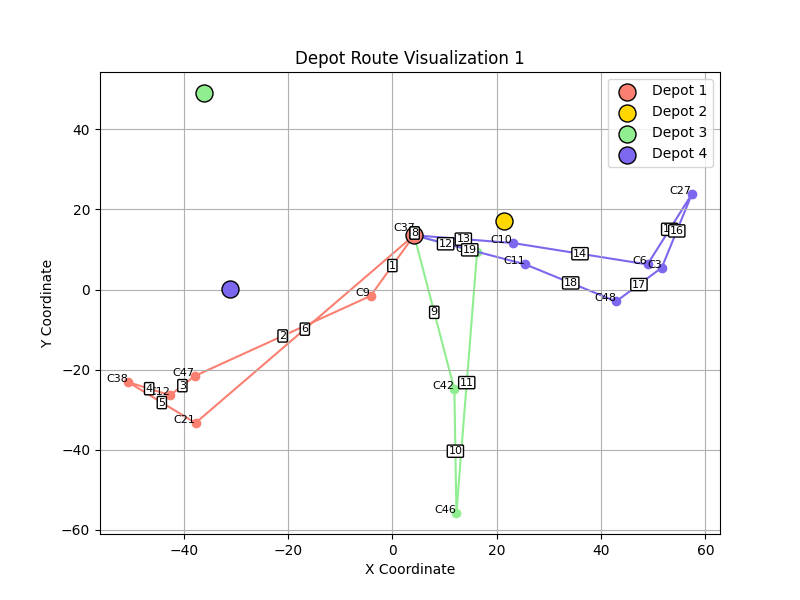 Depot Route Visualization 1
Depot 1
Depot 2
Depot 3
Depot 4
Y Coordinate
40
20
0
−20
−40
−60
C27
16
C37
8
12
13
19
C10
14
C6
C3
C11
17
18
C48
1
C9
9
2
6
C47
C38
4
3
5
C21
C42
11
10
C46
−40
−20
0
20
40
60
X Coordinate